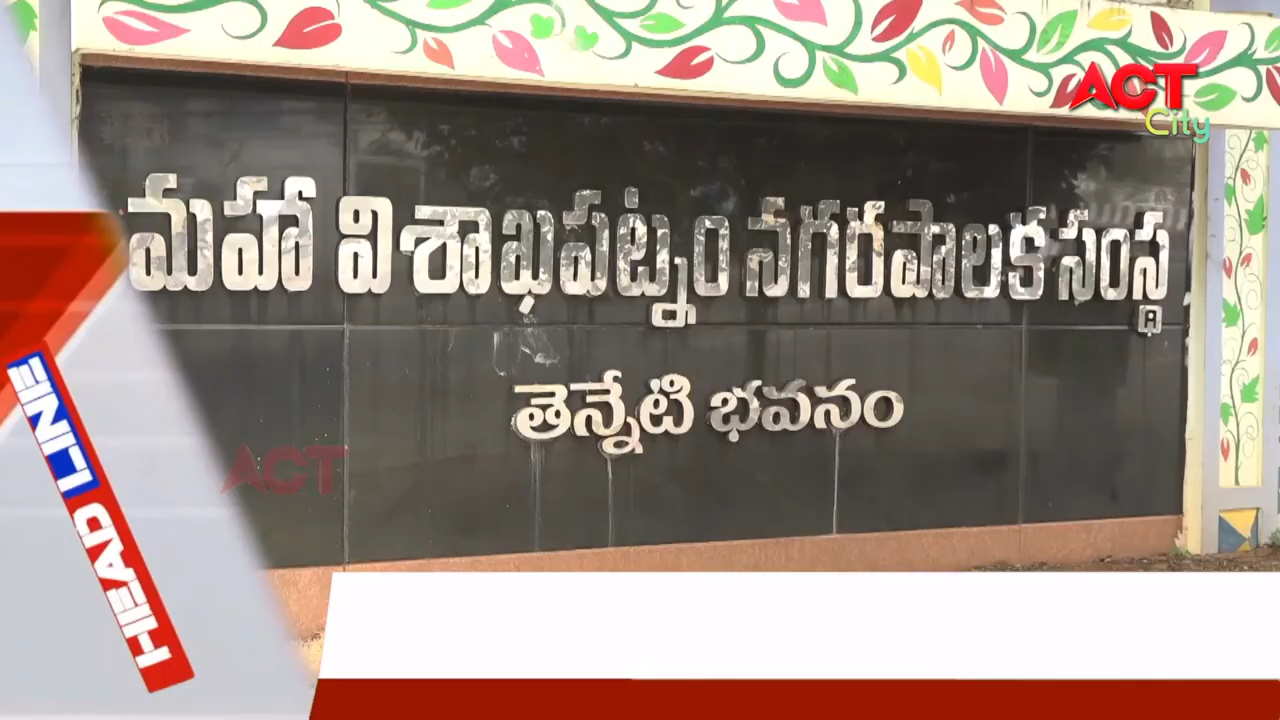 ACT
City
మహా విశాఖపట్నం నగరపాలక సంస్థ
తెన్నేటి భవనం
ACT
HEAD LINE